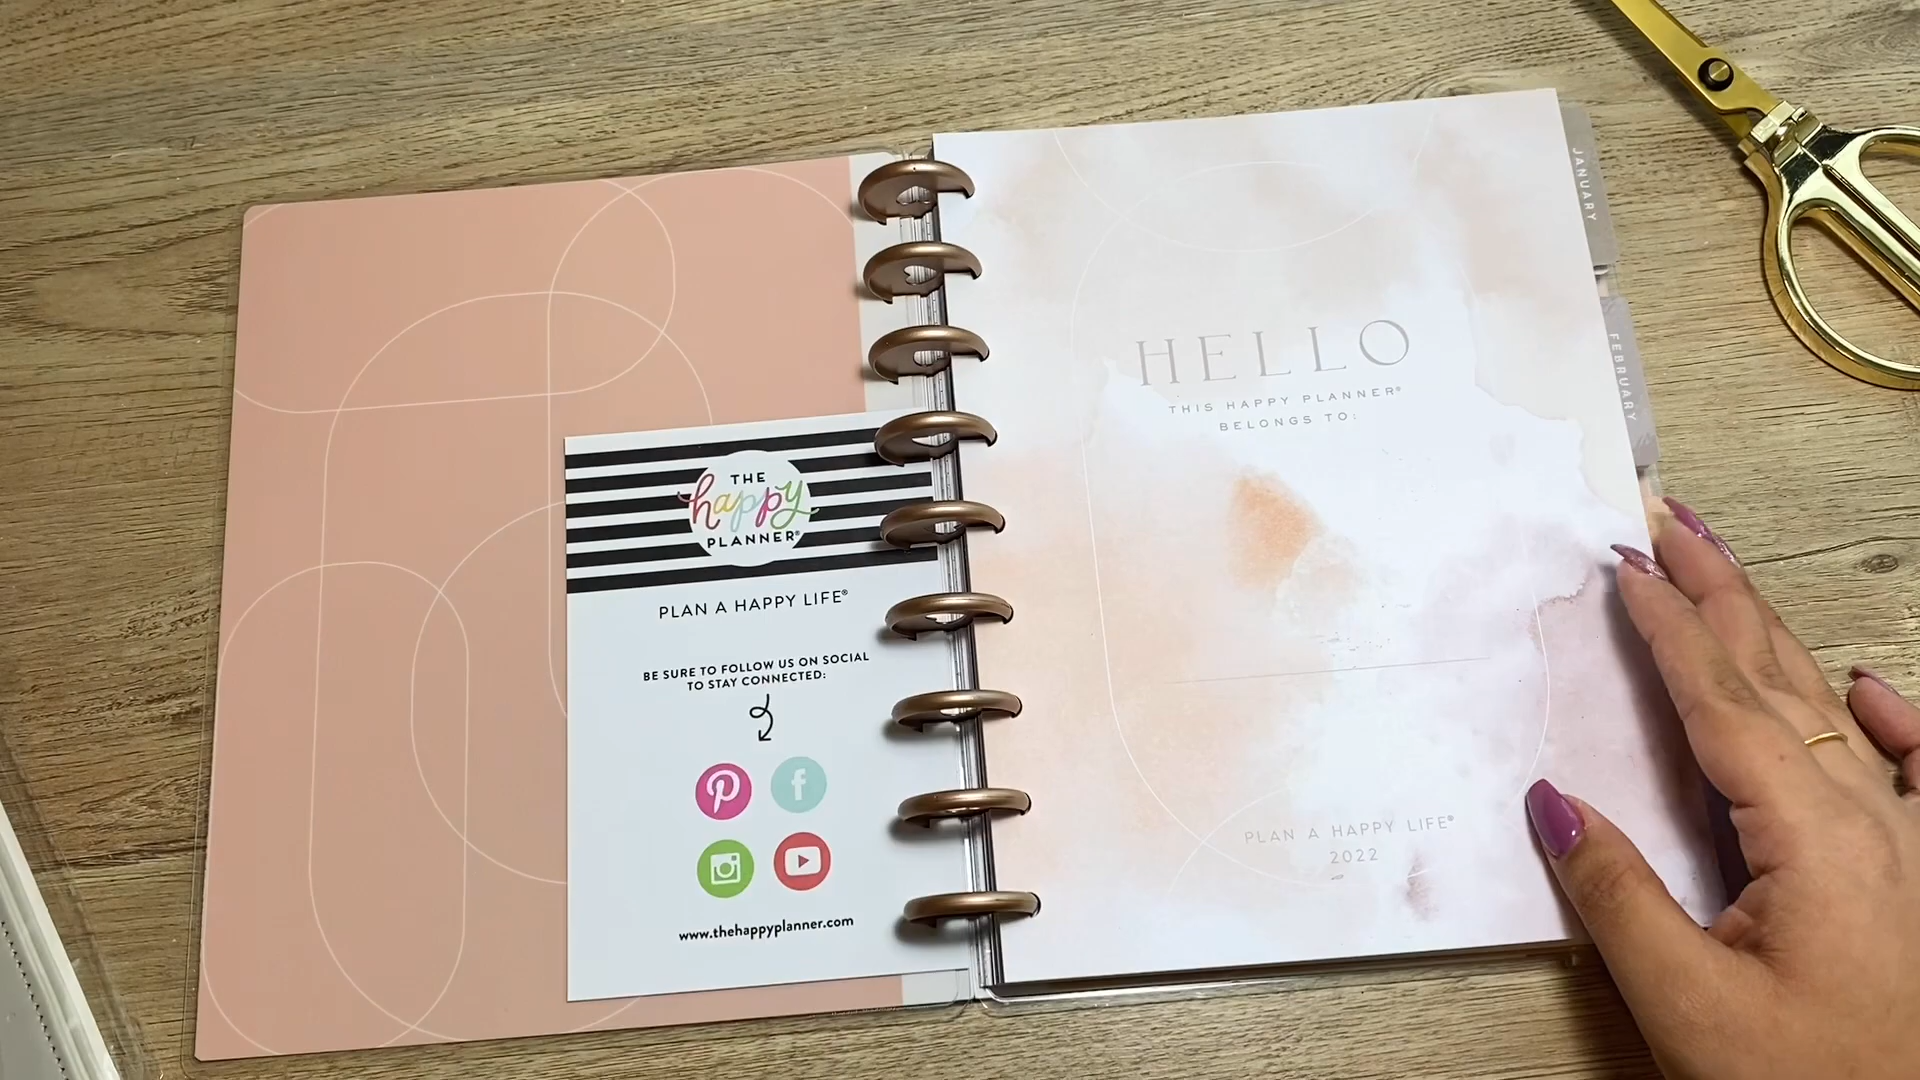 THE
happy
PLANNER®
PLAN A HAPPY LIFE®
BE SURE TO FOLLOW US ON SOCIAL
TO STAY CONNECTED:
www.thehappyplanner.com
HELLO
THIS HAPPY PLANNER®
BELONGS TO:
PLAN A HAPPY LIFE®
2022
JANUARY
FEBRUARY